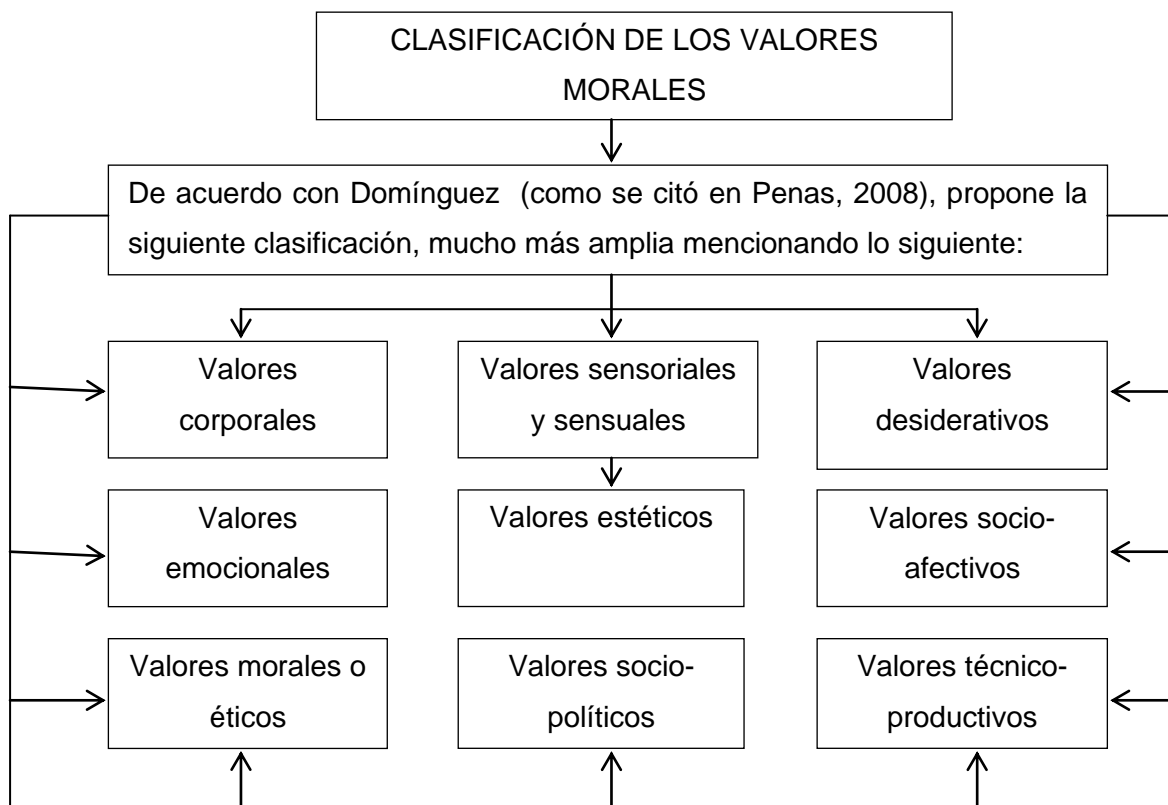 CLASIFICACIÓN DE LOS VALORES
MORALES
De acuerdo con Domínguez (como se citó en Penas, 2008), propone la
siguiente clasificación, mucho más amplia mencionando lo siguiente:
Valores
corporales
Valores sensoriales
y sensuales
Valores
desiderativos
Valores
emocionales
Valores estéticos
Valores socio-
afectivos
Valores morales o
éticos
Valores socio-
políticos
Valores técnico-
productivos